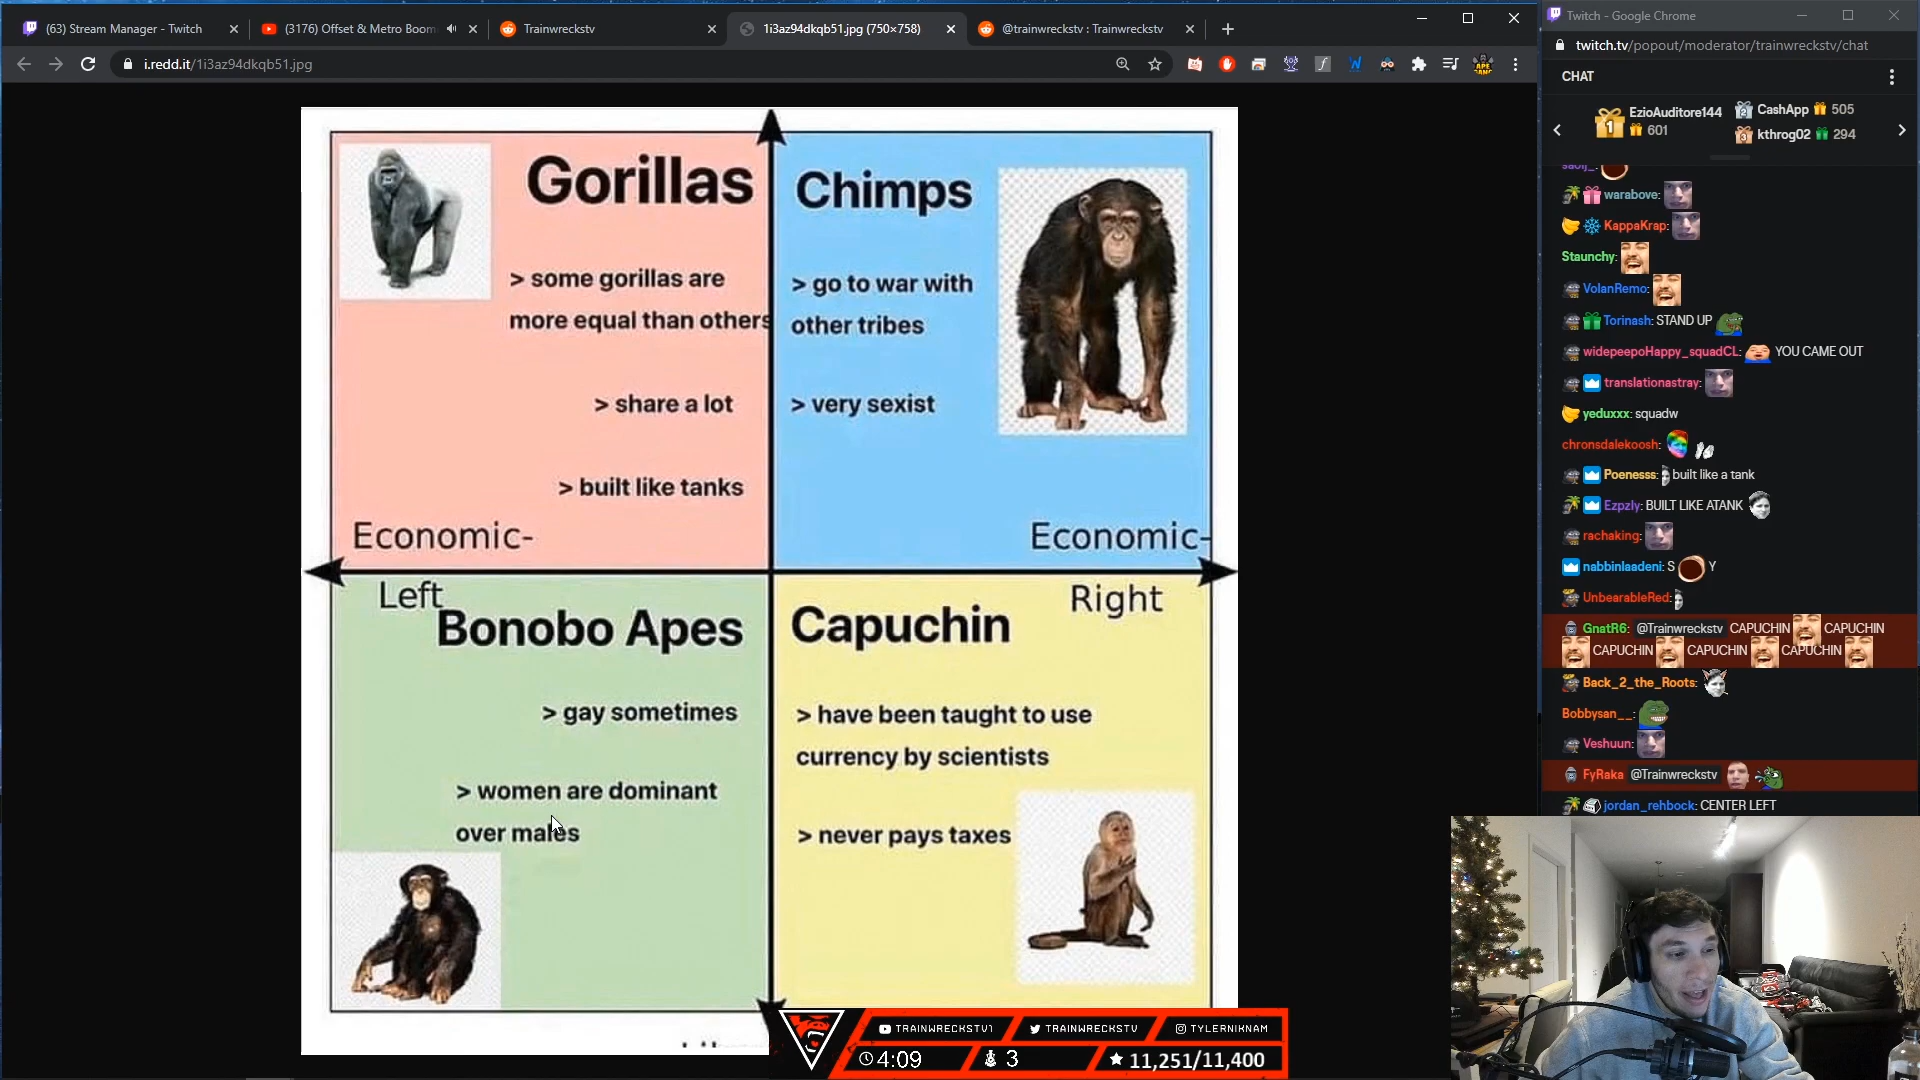 (63) Stream Manager - Twitch
(3176) Offset & Metro Boom
Trainwreckstv
1i3az94dkqb51.jpg (750×758)
@trainwreckstv : Trainwreckstv
i.redd.it/1i3az94dkqb51.jpg
Gorillas
> some gorillas are
more equal than others
> share a lot
> built like tanks
Chimps
> go to war with
other tribes
> very sexist
Economic-
Left
Economic-
Right
Bonobo Apes
> gay sometimes
> women are dominant
over males
Capuchin
> have been taught to use
currency by scientists
> never pays taxes
Twitch - Google Chrome
twitch.tv/popout/moderator/trainwreckstv/chat
CHAT
1
EzioAuditore144
601
CashApp 505
kthrog02 294
warabove:
KappaKrap:
Staunchy:
VolanRemo:
Torinash: STAND UP
widepeepoHappy_squadCL: YOU CAME OUT
translationastray:
yeduxxx: squadw
chronsdalekoosh:
Poenesss: built like a tank
Ezpzly: BUILT LIKE ATANK
rachaking:
nabbinlaadeni: S Y
UnbearableRed:
GnatR6: @Trainwreckstv CAPUCHIN CAPUCHIN
CAPUCHIN CAPUCHIN CAPUCHIN
Back_2_the_Roots:
Bobbysan__:
Veshuun:
FyRaka @Trainwreckstv
jordan_rehbock: CENTER LEFT
TRAINWRECKSTV1
TRAINWRECKSTV
TYLERNIKNAM
4:09
3
11,251/11,400